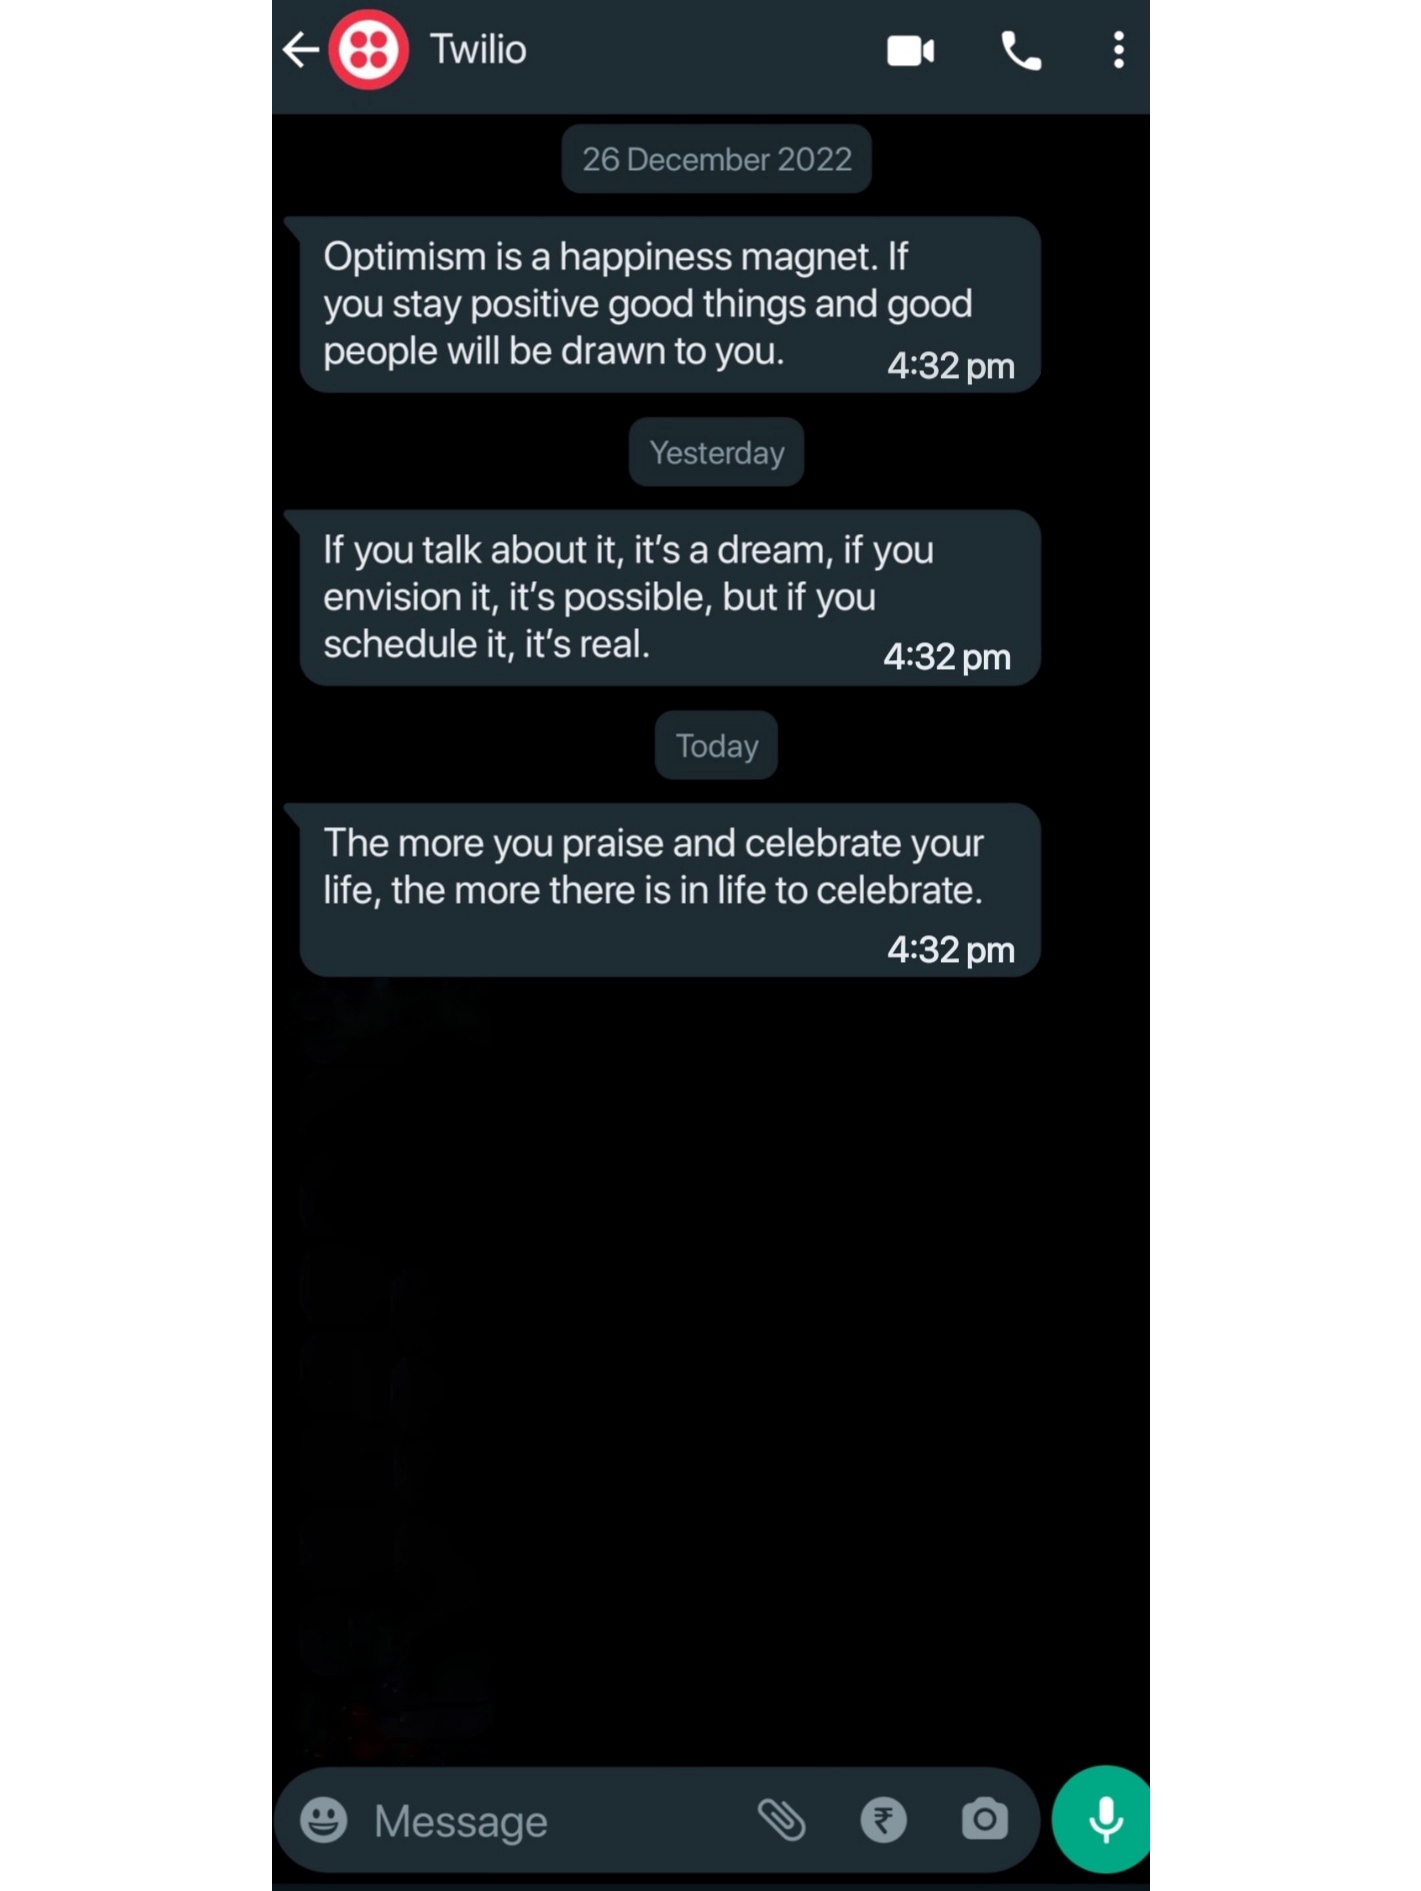 Twilio
26 December 2022
Optimism is a happiness magnet. If
you stay positive good things and good
people will be drawn to you.
4:32 pm
Yesterday
If you talk about it, it’s a dream, if you
envision it, it’s possible, but if you
schedule it, it’s real.
4:32 pm
Today
The more you praise and celebrate your
life, the more there is in life to celebrate.
4:32 pm
Message
₹